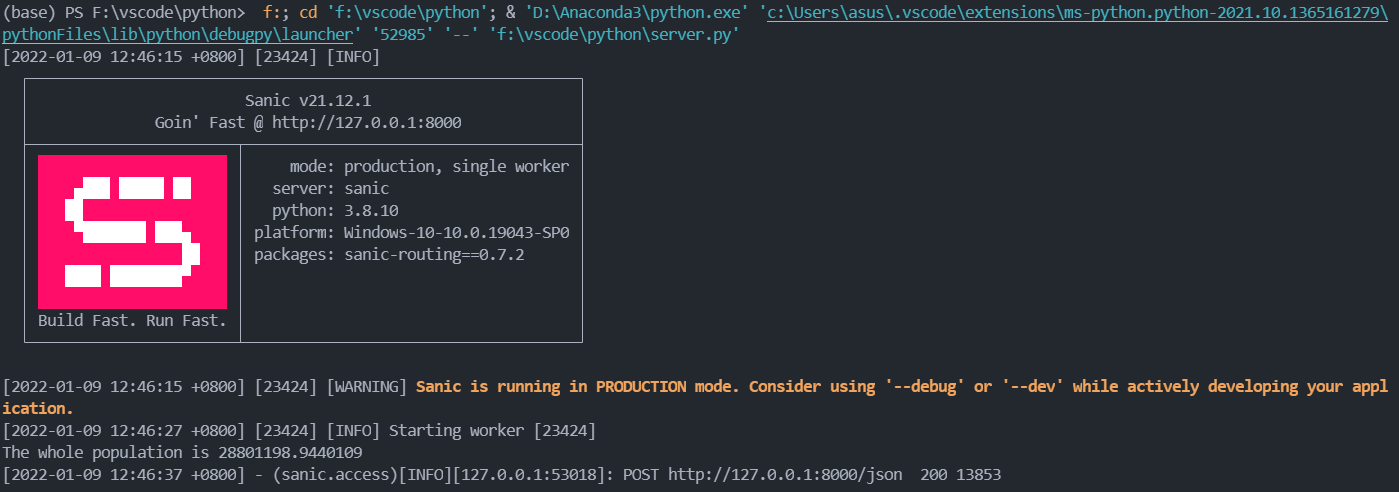 (base) PS F:\vscode\python>  f:; cd 'f:\vscode\python'; & 'D:\Anaconda3\python.exe' 'c:\Users\asus\.vscode\extensions\ms-python.python-2021.10.1365161279\
pythonFiles\lib\python\debugpy\launcher' '52985' '--' 'f:\vscode\python\server.py'
[2022-01-09 12:46:15 +0800] [23424] [INFO]
Sanic v21.12.1
Goin' Fast @ http://127.0.0.1:8000
mode: production, single worker
server: sanic
python: 3.8.10
platform: Windows-10-10.0.19043-SP0
packages: sanic-routing==0.7.2
Build Fast. Run Fast.
[2022-01-09 12:46:15 +0800] [23424] [WARNING] Sanic is running in PRODUCTION mode. Consider using '--debug' or '--dev' while actively developing your appl
ication.
[2022-01-09 12:46:27 +0800] [23424] [INFO] Starting worker [23424]
The whole population is 28801198.9440109
[2022-01-09 12:46:37 +0800] - (sanic.access)[INFO][127.0.0.1:53018]: POST http://127.0.0.1:8000/json  200 13853